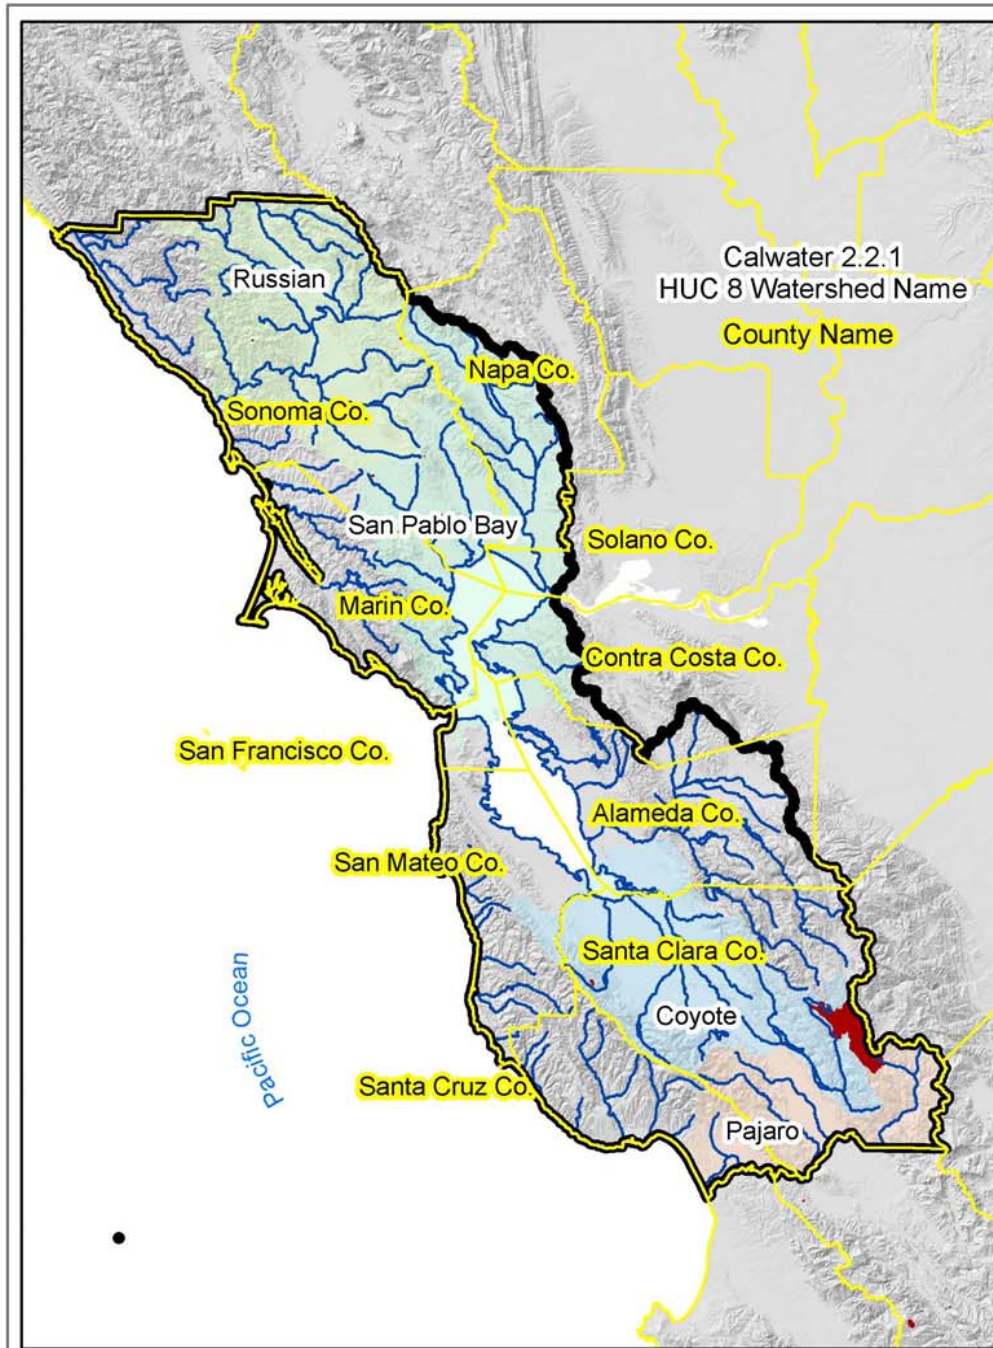 Calwater 2.2.1
HUC 8 Watershed Name
County Name
Russian
Napa Co.
Sonoma Co.
San Pablo Bay
Solano Co.
Marin Co.
Contra Costa Co.
San Francisco Co.
Alameda Co.
San Mateo Co.
Santa Clara Co.
Coyote
Pacific Ocean
Santa Cruz Co.
Pajaro